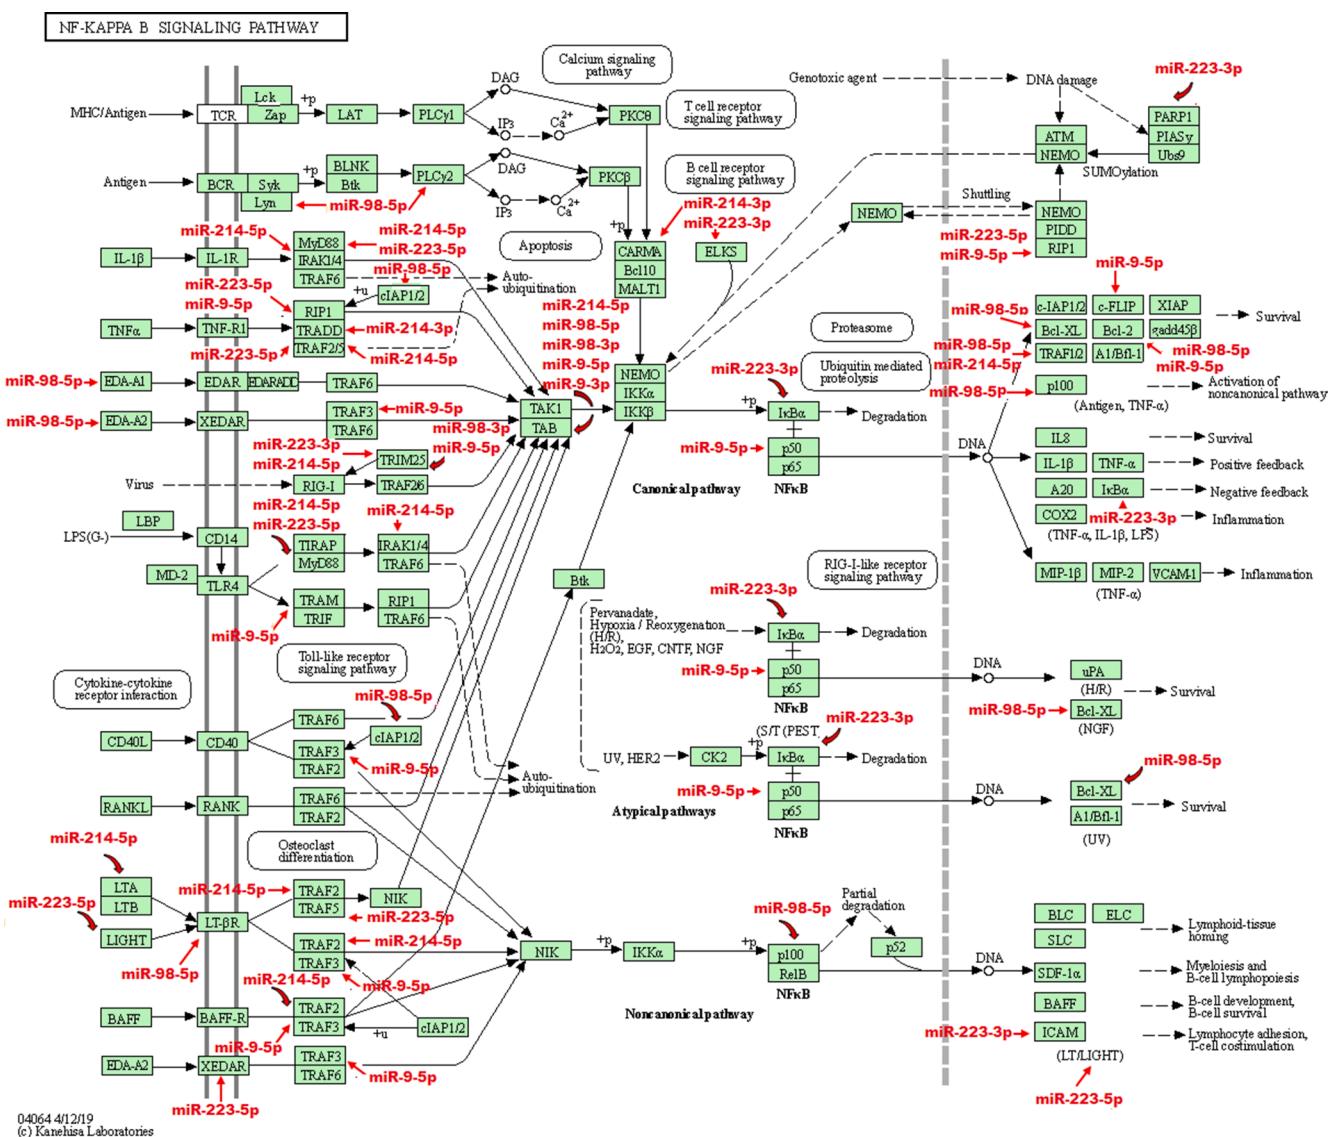 NF-KAPPA B SIGNALING PATHWAY
Calcium signaling
pathway
T cell receptor
signaling pathway
B cell receptor
signaling pathway
Genotoxic agent
DNA damage
miR-223-3p
MHC/Antigen
TCR
Lck
Zap
+p
LAT
PLCγ1
DAG
IP3
Ca2+
PKCθ
ATM
NEMO
PARP1
PIASy
Ubs9
SUMOylation
Antigen
BCR
Syk
Lyn
+p
BLNK
Btk
PLCγ2
miR-98-5p
DAG
IP3
Ca2+
PKCβ
+p
miR-214-3p
miR-223-3p
CARMA
Bcl10
MALT1
ELKS
NEMO
Shuttling
NEMO
PIDD
RIP1
miR-223-5p
miR-9-5p
miR-214-5p
miR-214-5p
miR-223-5p
Apoptosis
IL-1β
IL-1R
MyD88
IRAK1/4
TRAF6
miR-98-5p
Auto-
ubiquitination
miR-223-5p
miR-9-5p
+u
cIAP1/2
TNFα
TNF-R1
RIP1
TRADD
TRAF2/5
miR-214-3p
miR-223-5p
miR-214-5p
miR-214-5p
miR-98-5p
miR-98-3p
miR-9-5p
miR-9-3p
Proteasome
Ubiquitin mediated
proteolysis
miR-9-5p
miR-98-5p
c-IAP1/2
c-FLIP
XIAP
Bcl-XL
Bcl-2
gadd45β
Survival
miR-98-5p
miR-214-5p
TRAF1/2
A1/Bfl-1
miR-98-5p
miR-9-5p
miR-98-5p
p100
Activation of
noncanonical pathway
(Antigen, TNF-α)
miR-98-5p
EDA-A1
EDAR
EDARADD
TRAF6
miR-98-5p
EDA-A2
XEDAR
TRAF3
TRAF6
miR-9-5p
miR-98-3p
miR-9-5p
TAK1
TAB
NEMO
IKKα
IKKβ
miR-223-3p
+p
IκBα
Degradation
miR-9-5p
p50
p65
NFκB
Canonical pathway
DNA
IL8
Survival
IL-1β
TNF-α
Positive feedback
A20
IκBα
Negative feedback
COX2
miR-223-3p
Inflammation
(TNF-α, IL-1β, LPS)
MIP-1β
MIP-2
VCAM-1
Inflammation
(TNF-α)
miR-223-3p
miR-214-5p
TRIM25
Virus
RIG-I
TRAF2/6
miR-214-5p
miR-223-5p
miR-214-5p
LBP
LPS(G-)
CD14
TIRAP
MyD88
IRAK1/4
TRAF6
MD-2
TLR4
TRAM
TRIF
RIP1
TRAF6
miR-9-5p
Btk
RIG-I-like receptor
signaling pathway
miR-223-3p
Pervanadate,
Hypoxia / Reoxygenation
(H/R),
H2O2, EGF, CNTF, NGF
IκBα
Degradation
miR-9-5p
p50
p65
NFκB
DNA
uPA
(H/R)
Survival
miR-98-5p
Bcl-XL
(NGF)
Toll-like receptor
signaling pathway
Cytokine-cytokine
receptor interaction
miR-98-5p
CD40L
CD40
TRAF6
TRAF3
TRAF2
cIAP1/2
miR-9-5p
(S/T (PEST
miR-223-3p
UV, HER2
CK2
+p
IκBα
Degradation
miR-9-5p
p50
p65
NFκB
Atypical pathways
DNA
miR-98-5p
Bcl-XL
A1/Bfl-1
(UV)
Survival
RANKL
RANK
TRAF6
TRAF2
Auto-
ubiquitination
Osteoclast
differentiation
miR-214-5p
LTA
LTB
miR-223-5p
LIGHT
LT-βR
miR-98-5p
miR-214-5p
TRAF2
TRAF5
NIK
miR-223-5p
TRAF2
TRAF3
miR-214-5p
miR-9-5p
NIK
+p
IKKα
+p
miR-98-5p
p100
RelB
NFκB
Partial
degradation
p52
DNA
Noncanonical pathway
BLC
ELC
SLC
Lymphoid-tissue
homing
SDF-1α
Myeloiesis and
B-cell lymphopoiesis
BAFF
B-cell development,
B-cell survival
miR-223-3p
ICAM
Lymphocyte adhesion,
T-cell costimulation
(LT/LIGHT)
miR-223-5p
miR-214-5p
BAFF
BAFF-R
TRAF2
TRAF3
+u
cIAP1/2
miR-9-5p
EDA-A2
XEDAR
TRAF3
TRAF6
miR-9-5p
miR-223-5p
04064 4/12/19
(c) Kanehisa Laboratories